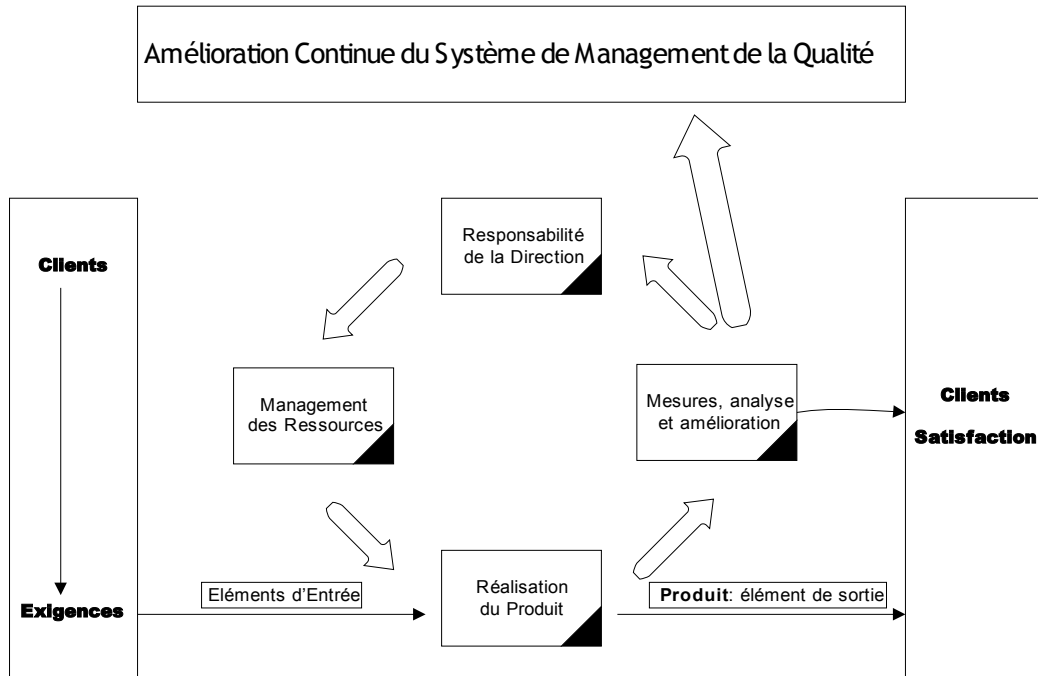 Amélioration Continue du Système de Management de la Qualité
Responsabilité
de la Direction
Clients
Management
des Ressources
Mesures, analyse
et amélioration
Clients
Satisfaction
Exigences
Eléments d’Entrée
Réalisation
du Produit
Produit: élément de sortie